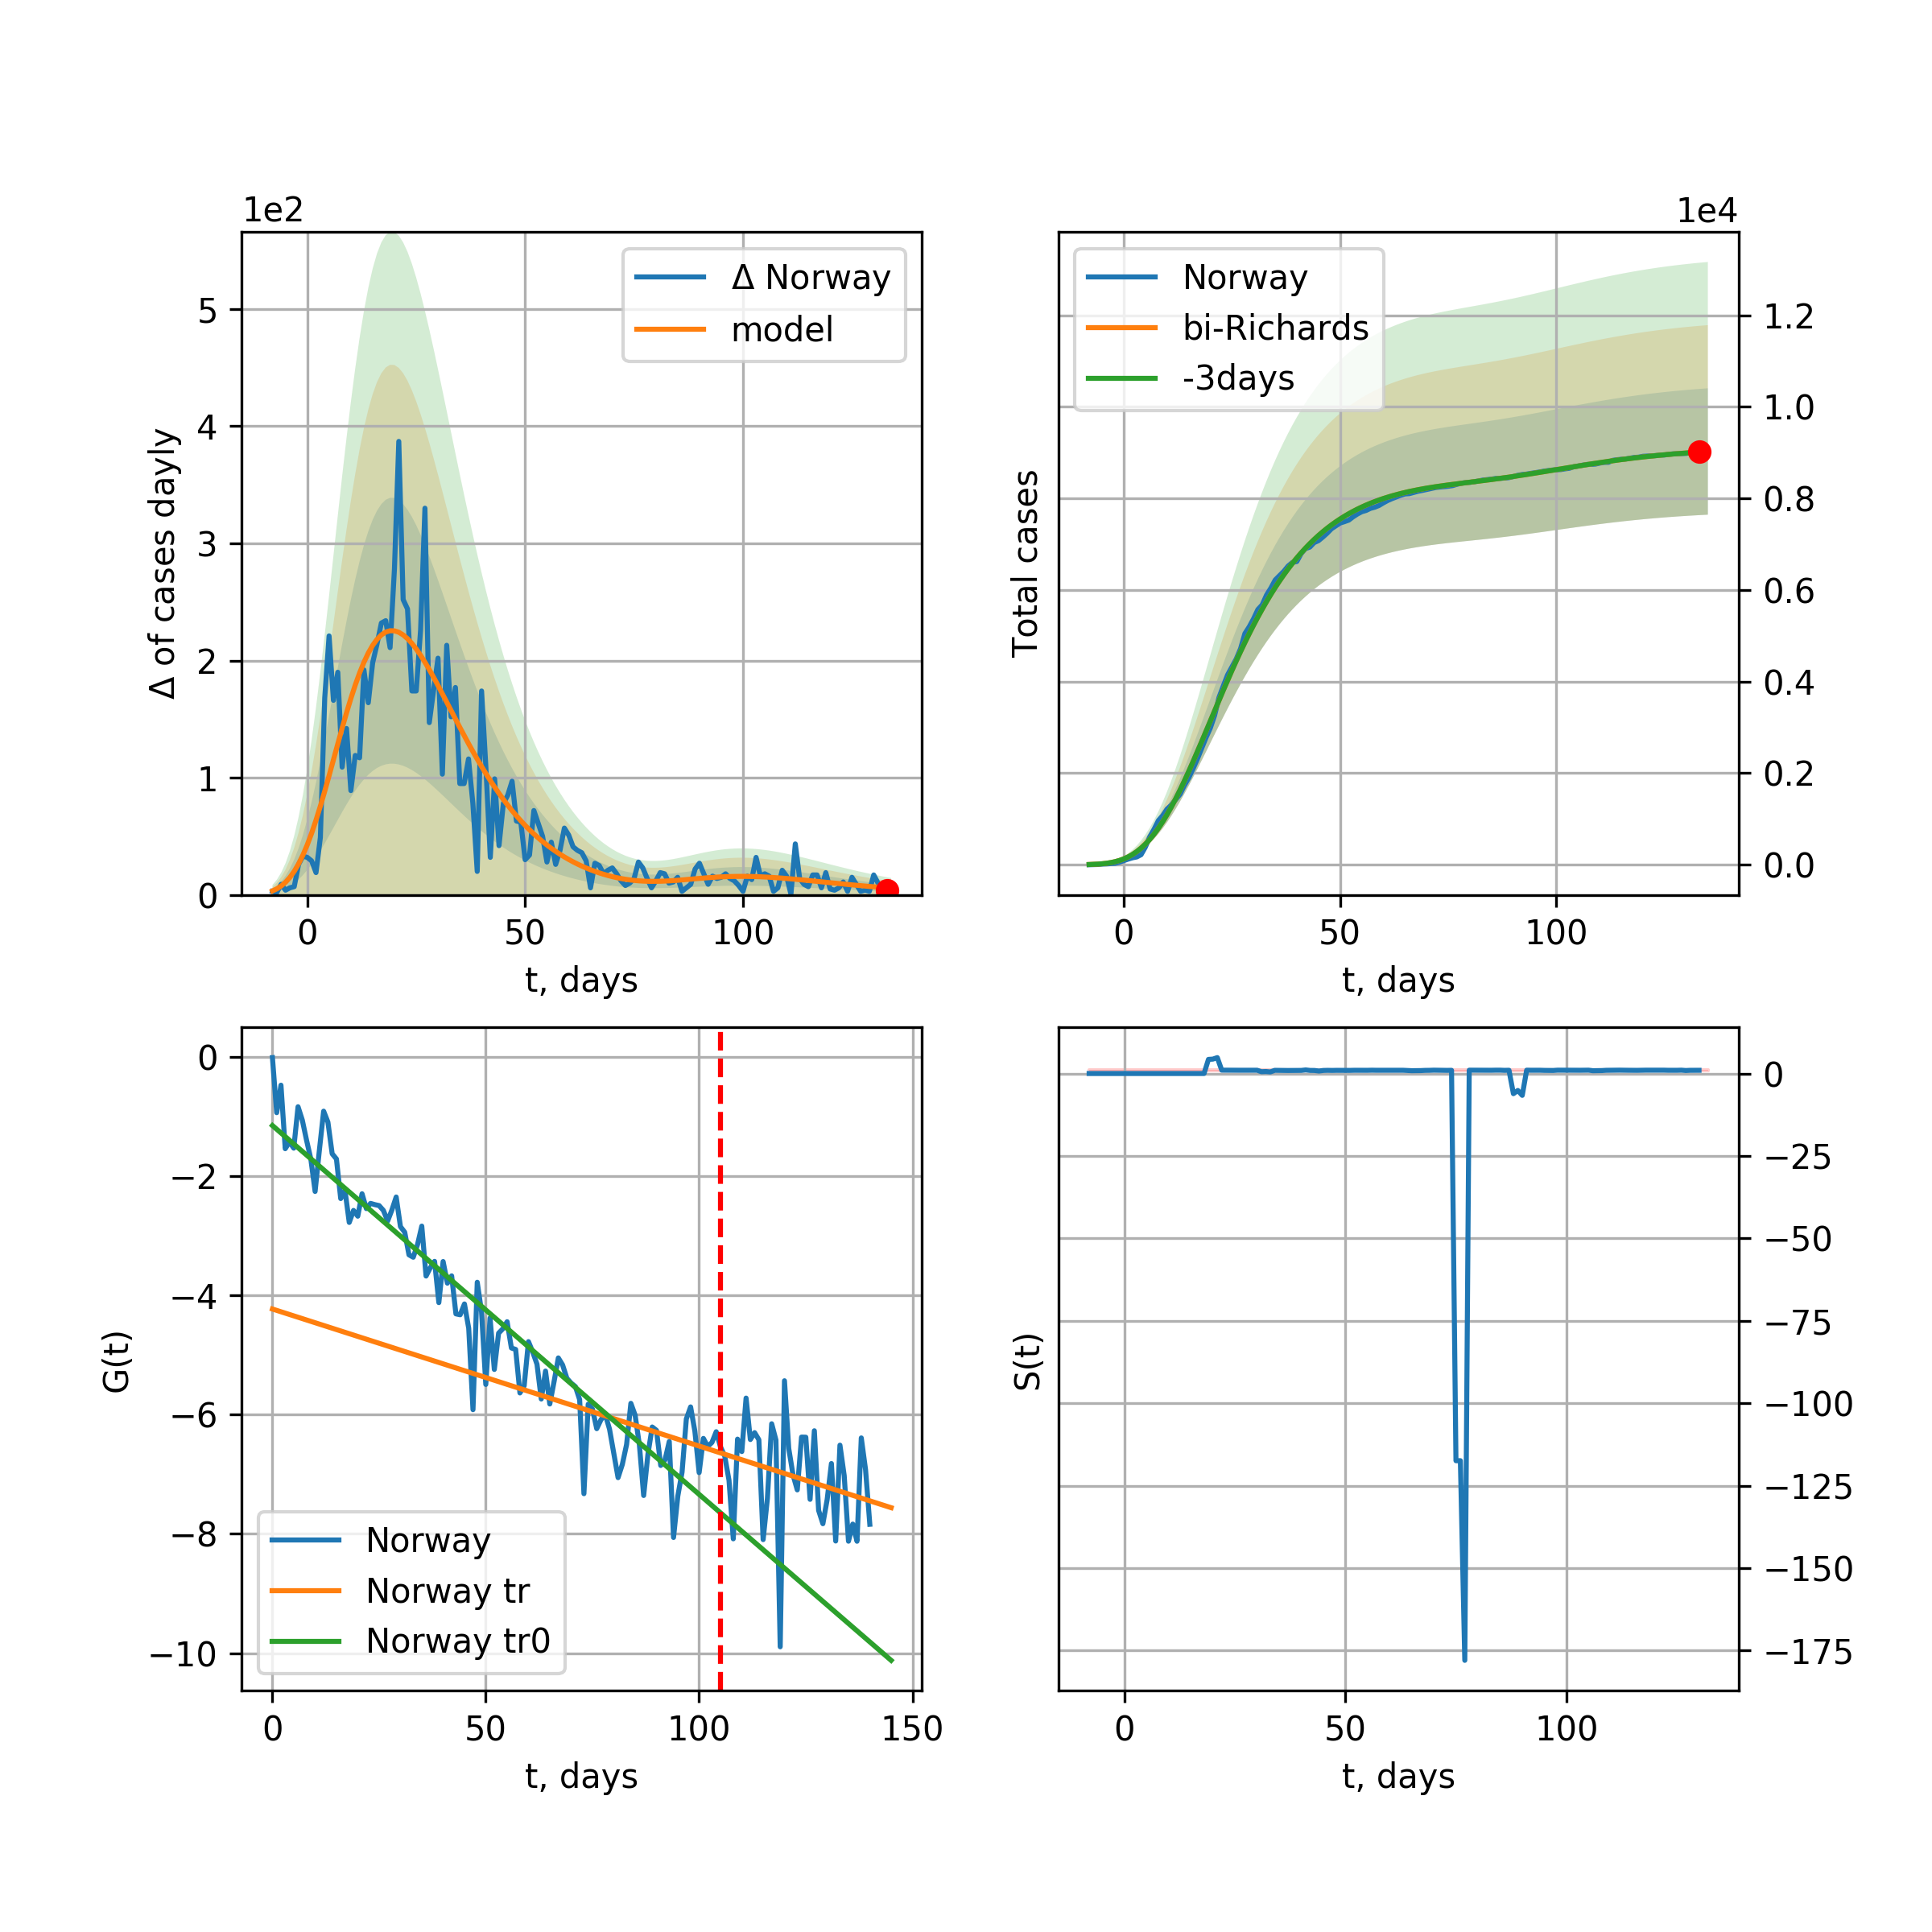 1e2
Δ Norway
model
5
4
3
2
1
0
Δ of cases dayly
0
50
100
t, days
1e4
Norway
bi-Richards
-3days
1.2
1.0
0.8
0.6
0.4
0.2
0.0
Total cases
0
50
100
t, days
0
−2
−4
−6
−8
−10
G(t)
Norway
Norway tr
Norway tr0
0
50
100
150
t, days
0
−25
−50
−75
−100
−125
−150
−175
S(t)
0
50
100
t, days